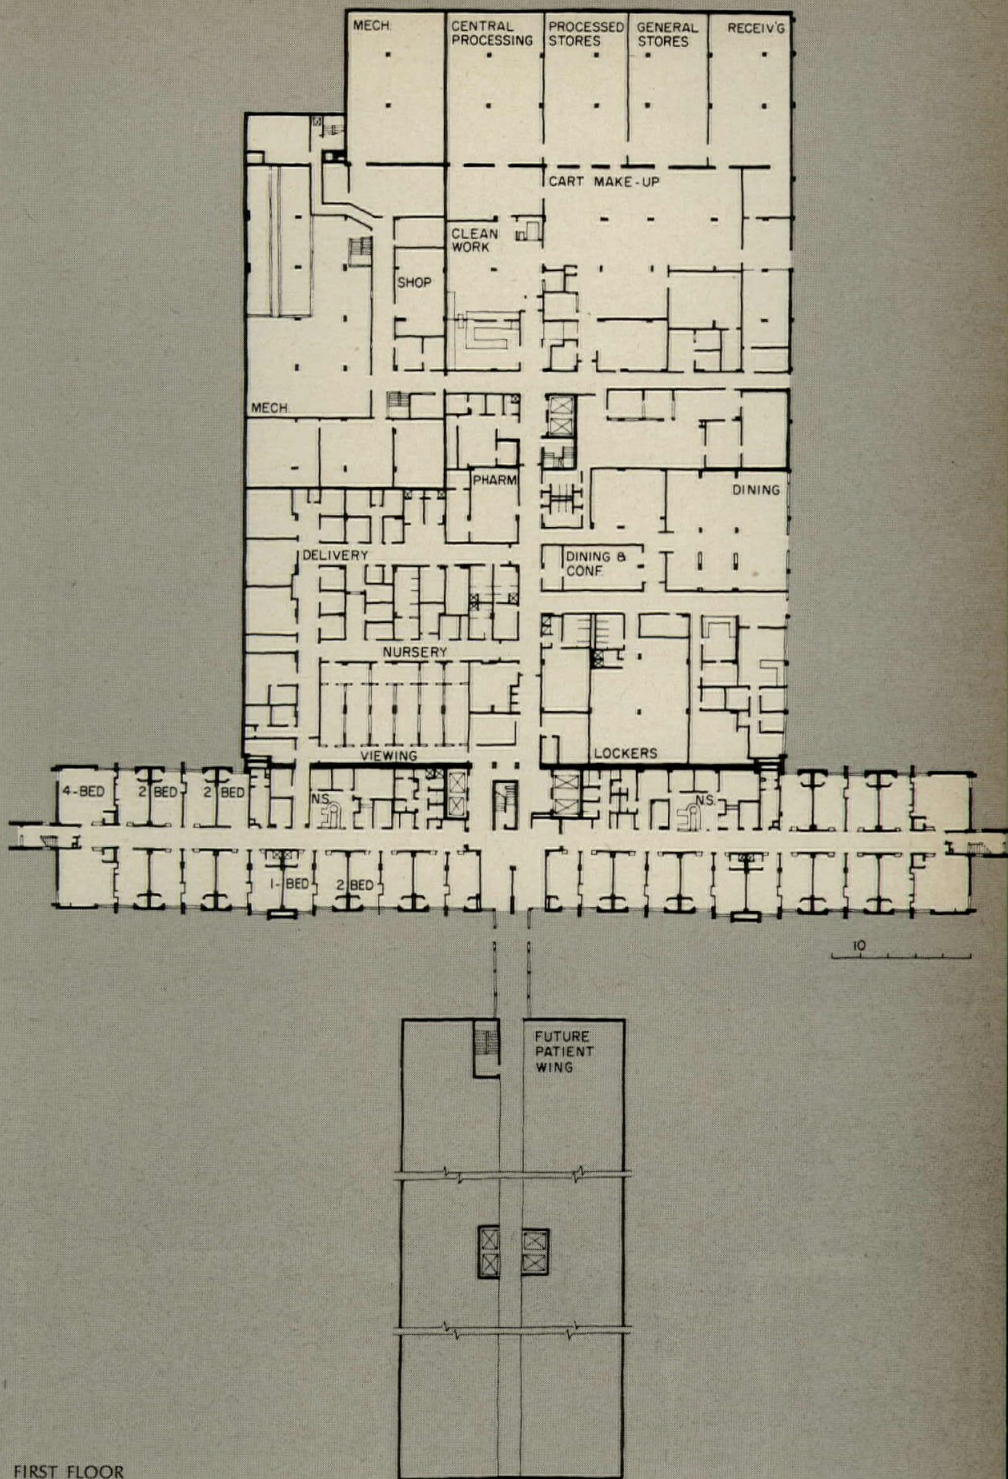 MECH.
CENTRAL
PROCESSING
PROCESSED
STORES
GENERAL
STORES
RECEIV'G
CART MAKE-UP
CLEAN
WORK
SHOP
MECH.
PHARM
DINING
DELIVERY
DINING &
CONF.
NURSERY
VIEWING
LOCKERS
4-BED
2 BED
2 BED
N.S.
N.S.
1-BED
2 BED
10
FUTURE
PATIENT
WING
FIRST FLOOR